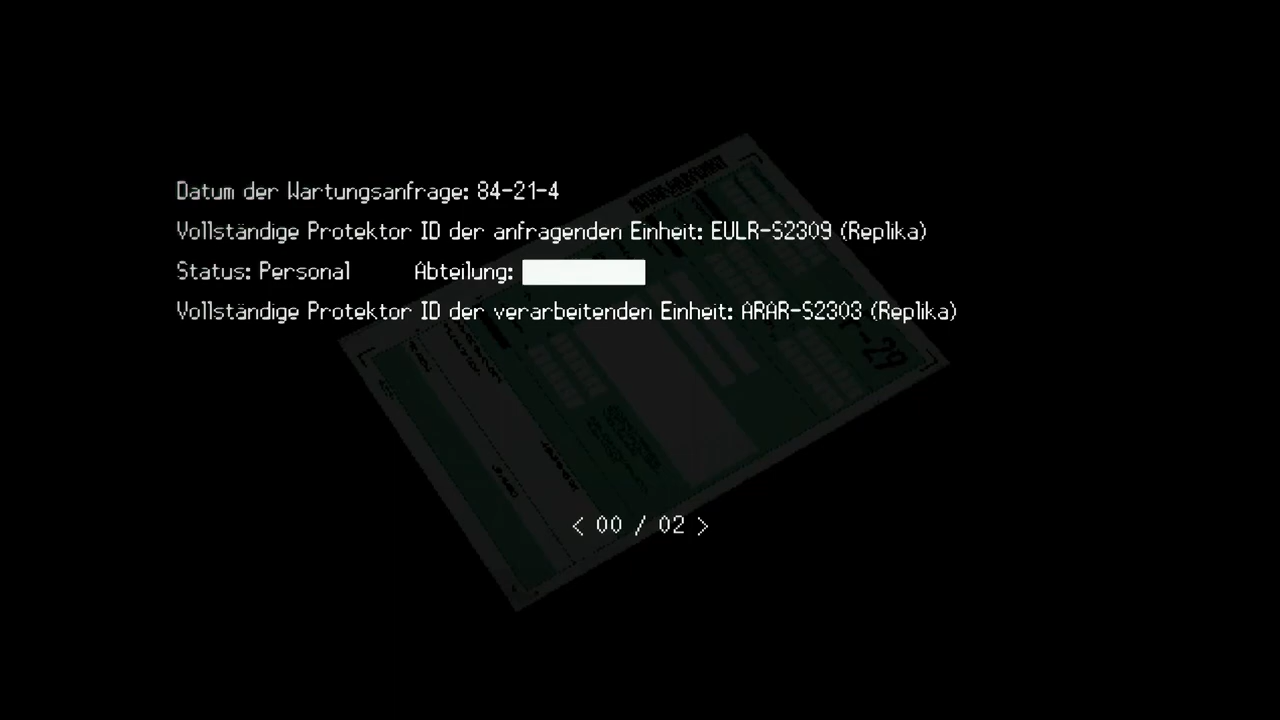 Datum der Wartungsanfrage: 84-21-4
Vollständige Protektor ID der anfragenden Einheit: EULR-S2309 (Replika)
Status: Personal Abteilung:
Vollständige Protektor ID der verarbeitenden Einheit: ARAR-S2303 (Replika)
-29
< 00 / 02 >